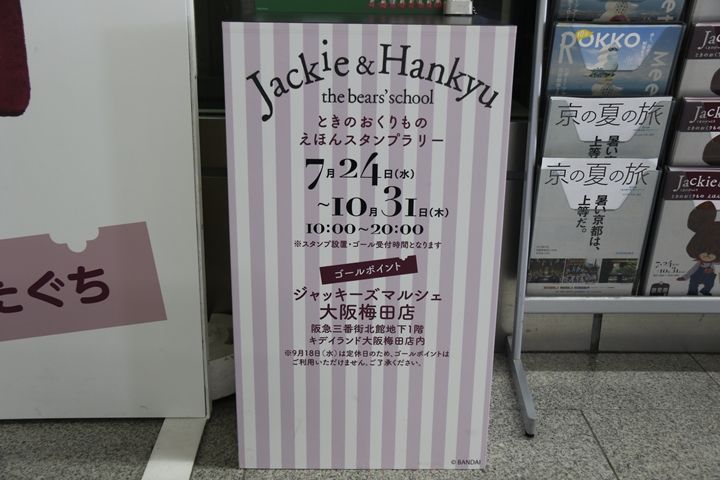 Jackie & Hankyu
the bears' school
ときのおくりもの
えほんスタンプラリー
7月24日(水)
~10月31日(木)
10:00~20:00
※スタンプ設置・ゴール受付時間となります
ゴールポイント
ジャッキーズマルシェ
大阪梅田店
阪急三番街北館地下1階
キデイランド大阪梅田店内
※9月18日(水)は定休日のため、ゴールポイントは
ご利用いただけません。ご了承ください。
© BANDAI
たぐち
ROKKO
Meet
京の夏の旅
暑い
上等
京の夏の旅
暑い京都は、
上等だ。
Jackie
7・24
10・31